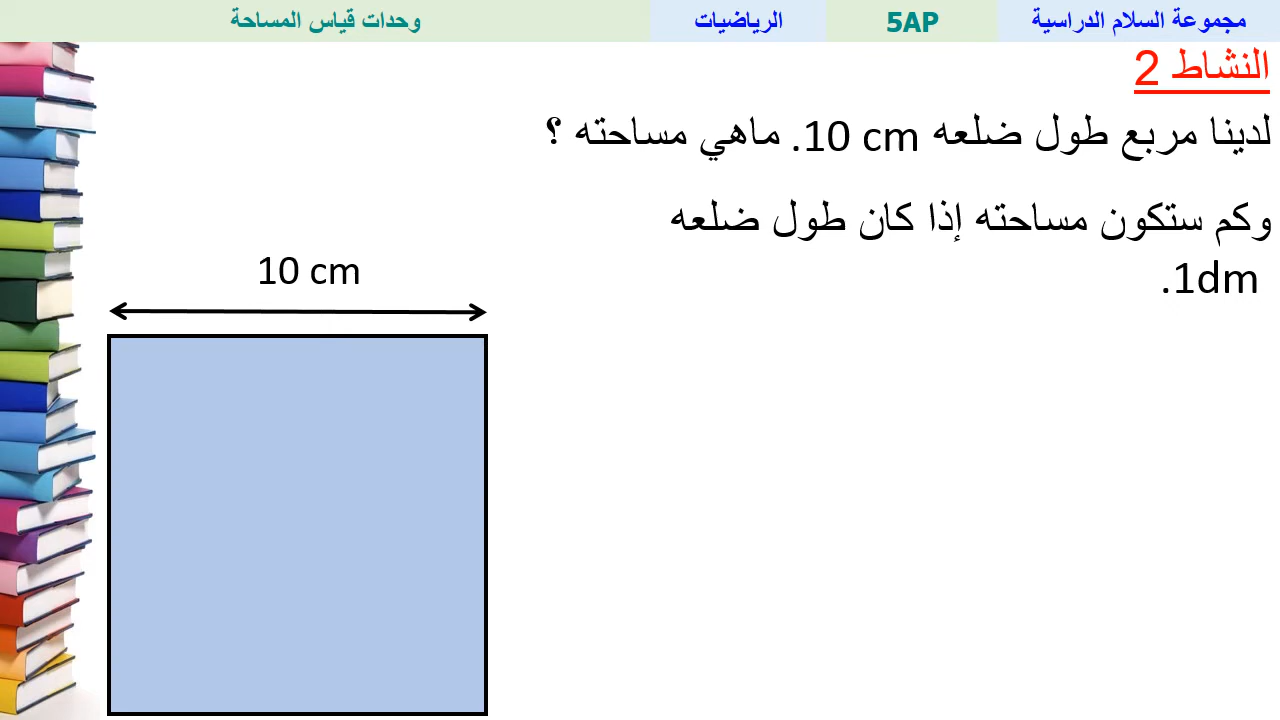 مجموعة السلام الدراسية
5AP
الرياضيات
وحدات قياس المساحة
النشاط 2
لدينا مربع طول ضلعه 10 cm. ماهي مساحته ؟
وكم ستكون مساحته إذا كان طول ضلعه
1dm.
10 cm